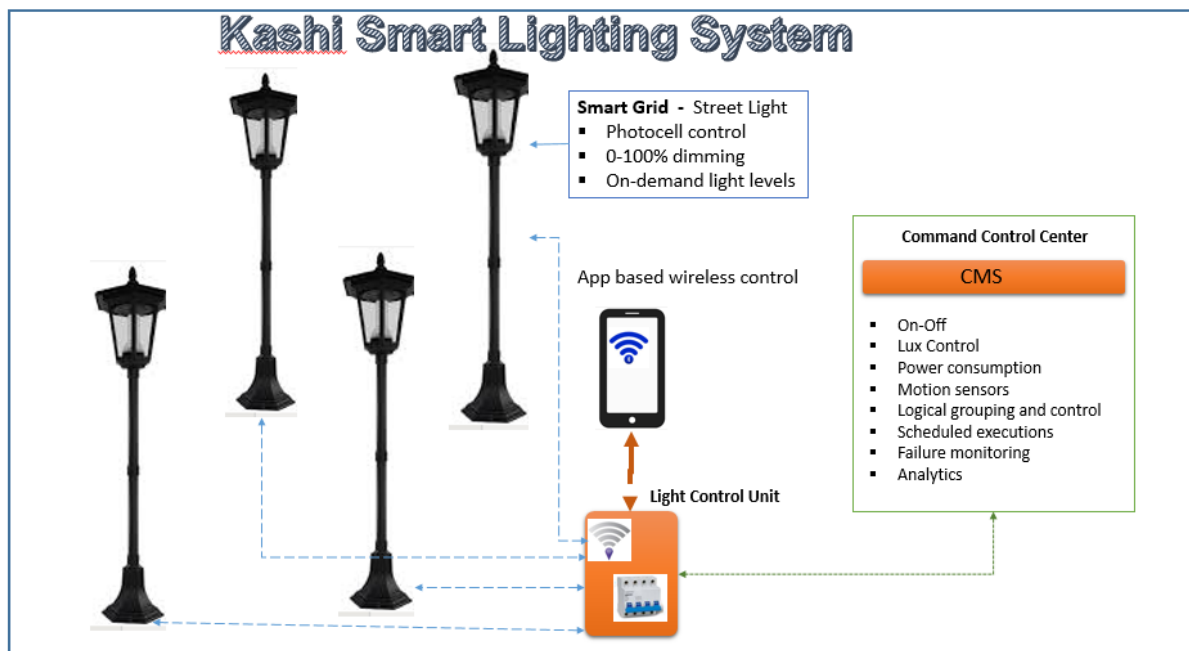 Kashi Smart Lighting System
Smart Grid - Street Light
▪ Photocell control
▪ 0-100% dimming
▪ On-demand light levels
App based wireless control
Light Control Unit
Command Control Center
CMS
▪ On-Off
▪ Lux Control
▪ Power consumption
▪ Motion sensors
▪ Logical grouping and control
▪ Scheduled executions
▪ Failure monitoring
▪ Analytics